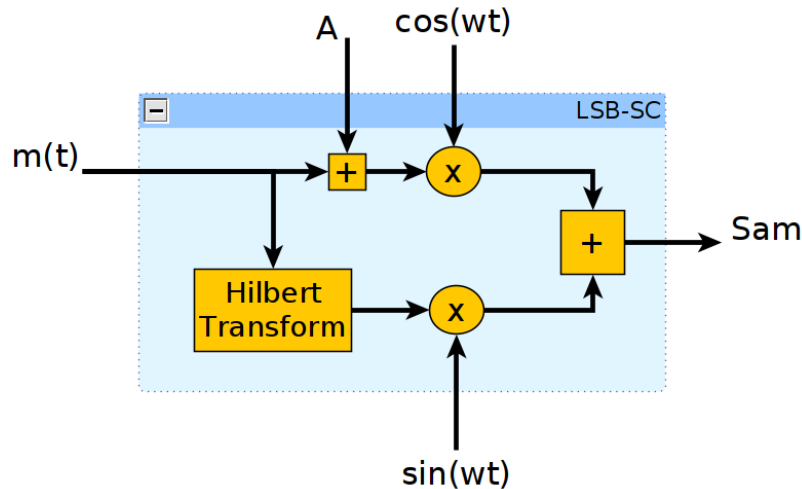 A
cos(wt)
−
LSB-SC
m(t)
+
x
+
Sam
Hilbert
Transform
x
sin(wt)